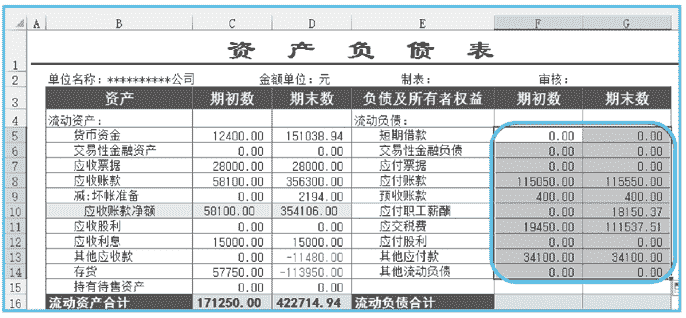 A B C D E F G
1 资 产 负 债 表
2 单位名称：**********公司 金额单位：元 制表： 审核：
3 资产 期初数 期末数 负债及所有者权益 期初数 期末数
4 流动资产： 流动负债：
5 货币资金 12400.00 151038.94 短期借款 0.00 0.00
6 交易性金融资产 0.00 0.00 交易性金融负债 0.00 0.00
7 应收票据 28000.00 28000.00 应付票据 0.00 0.00
8 应收账款 58100.00 356300.00 应付账款 115050.00 115550.00
9 减:坏帐准备 0.00 2194.00 预收账款 400.00 400.00
10 应收账款净额 58100.00 354106.00 应付职工薪酬 0.00 18150.37
11 应收股利 0.00 0.00 应交税费 19450.00 111537.51
12 应收利息 15000.00 15000.00 应付股利 0.00 0.00
13 其他应收款 0.00 -11480.00 其他应付款 34100.00 34100.00
14 存货 57750.00 -113950.00 其他流动负债 0.00 0.00
15 持有待售资产 0.00 0.00
16 流动资产合计 171250.00 422714.94 流动负债合计